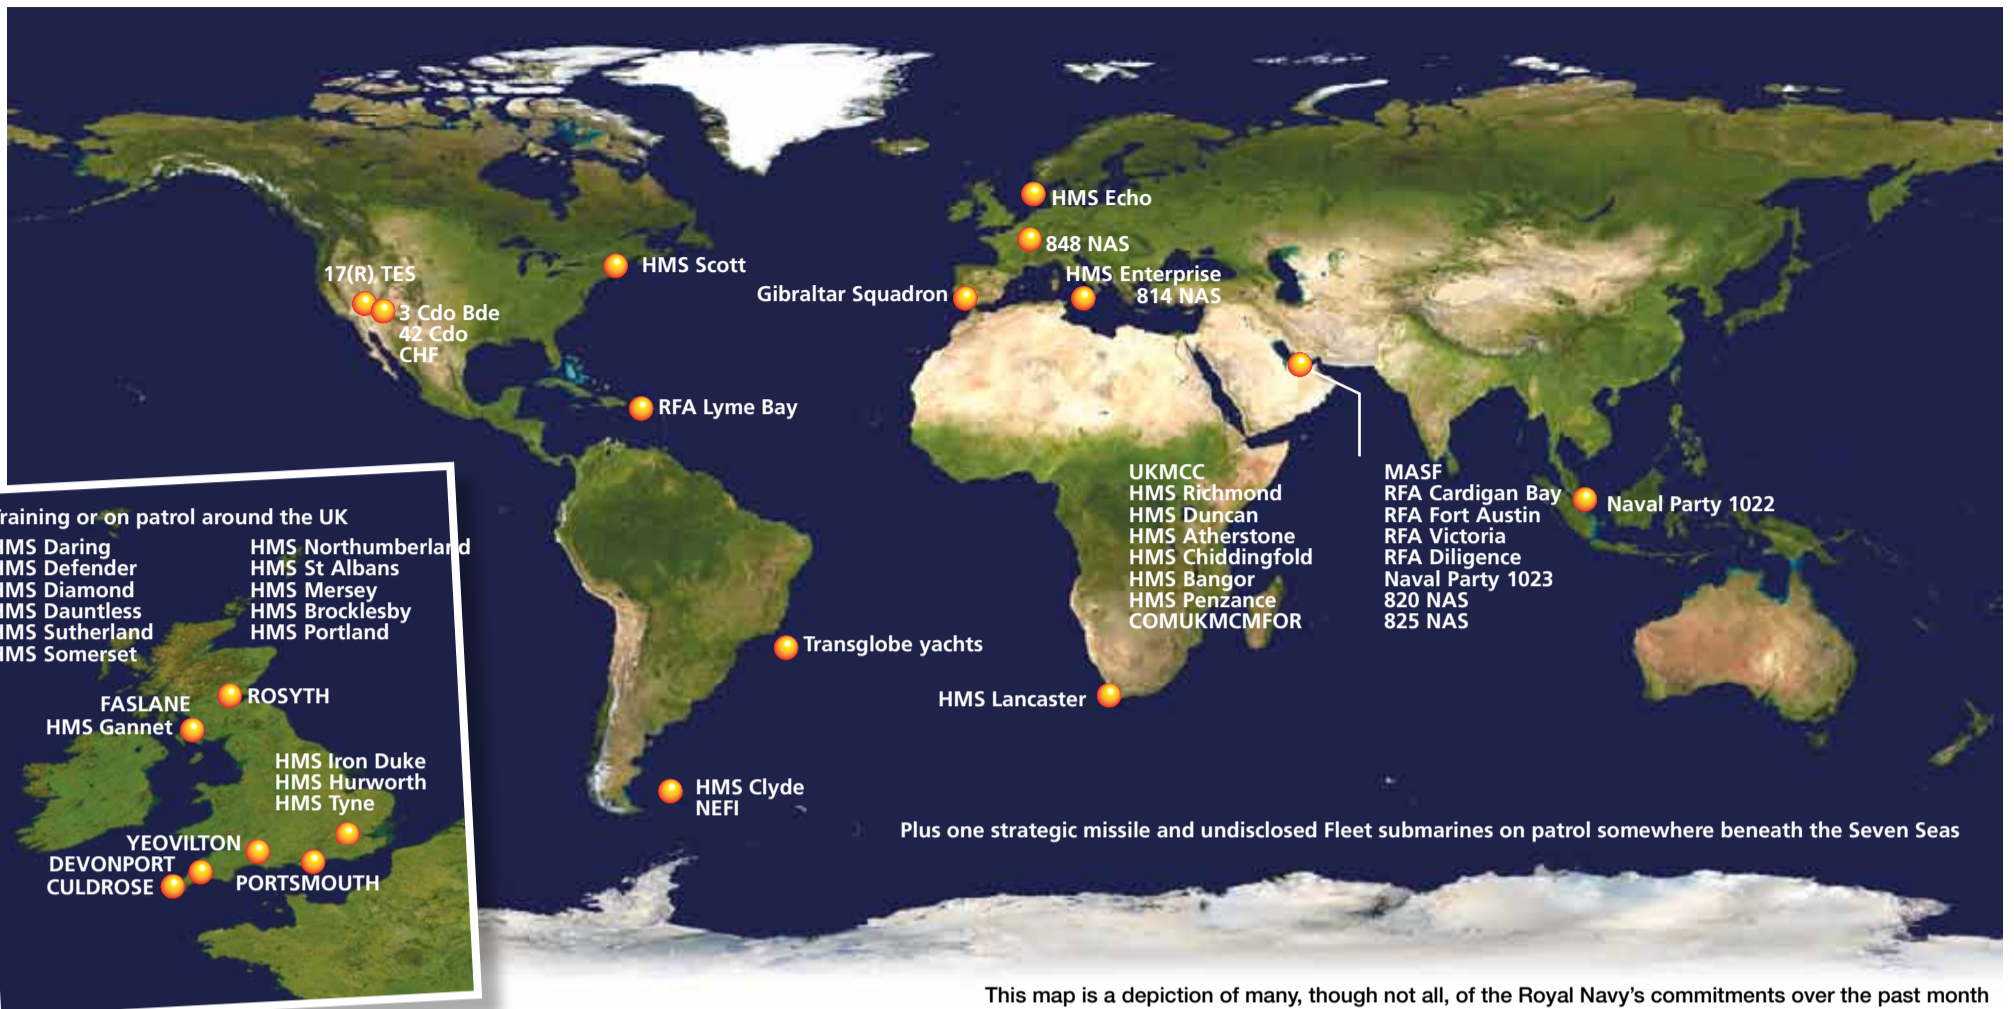 HMS Echo
848 NAS
HMS Enterprise
814 NAS
Gibraltar Squadron
HMS Scott
17(R) TES
3 Cdo Bde
42 Cdo
CHF
RFA Lyme Bay
UKMCC
HMS Richmond
HMS Duncan
HMS Atherstone
HMS Chiddingfold
HMS Bangor
HMS Penzance
COMUKMCMFOR
MASF
RFA Cardigan Bay
RFA Fort Austin
RFA Victoria
RFA Diligence
Naval Party 1023
820 NAS
825 NAS
Naval Party 1022
Transglobe yachts
HMS Lancaster
HMS Clyde
NEFI
Plus one strategic missile and undisclosed Fleet submarines on patrol somewhere beneath the Seven Seas
raining or on patrol around the UK
HMS Daring
HMS Defender
HMS Diamond
HMS Dauntless
HMS Sutherland
HMS Somerset
HMS Northumberland
HMS St Albans
HMS Mersey
HMS Brocklesby
HMS Portland
ROSYTH
FASLANE
HMS Gannet
HMS Iron Duke
HMS Hurworth
HMS Tyne
YEOVILTON
DEVONPORT
CULDROSE
PORTSMOUTH
This map is a depiction of many, though not all, of the Royal Navy's commitments over the past month